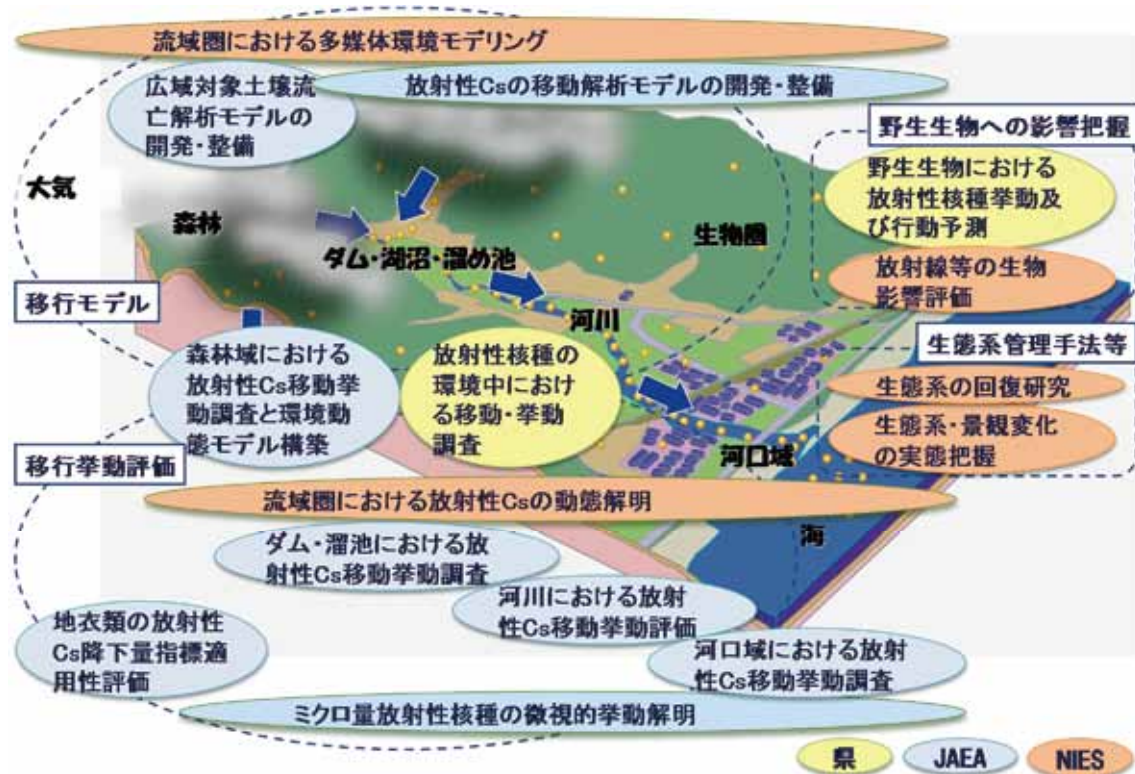 流域圏における多媒体環境モデリング
広域対象土壌流
亡解析モデルの
開発・整備
放射性Csの移動解析モデルの開発・整備
野生生物への影響把握
野生生物における
放射性核種挙動及
び行動予測
大気
森林
ダム・湖沼・溜め池
生物圏
放射線等の生物
影響評価
移行モデル
河川
生態系管理手法等
森林域における
放射性Cs移動挙
動調査と環境動
態モデル構築
放射性核種の
環境中におけ
る移動・挙動
調査
生態系の回復研究
生態系・景観変化
の実態把握
移行挙動評価
河口域
流域圏における放射性Csの動態解明
海
ダム・溜池における放
射性Cs移動挙動調査
河川における放射
性Cs移動挙動評価
地衣類の放射性
Cs降下量指標適
用性評価
河口域における放射
性Cs移動挙動調査
ミクロ量放射性核種の微視的挙動解明
県
JAEA
NIES